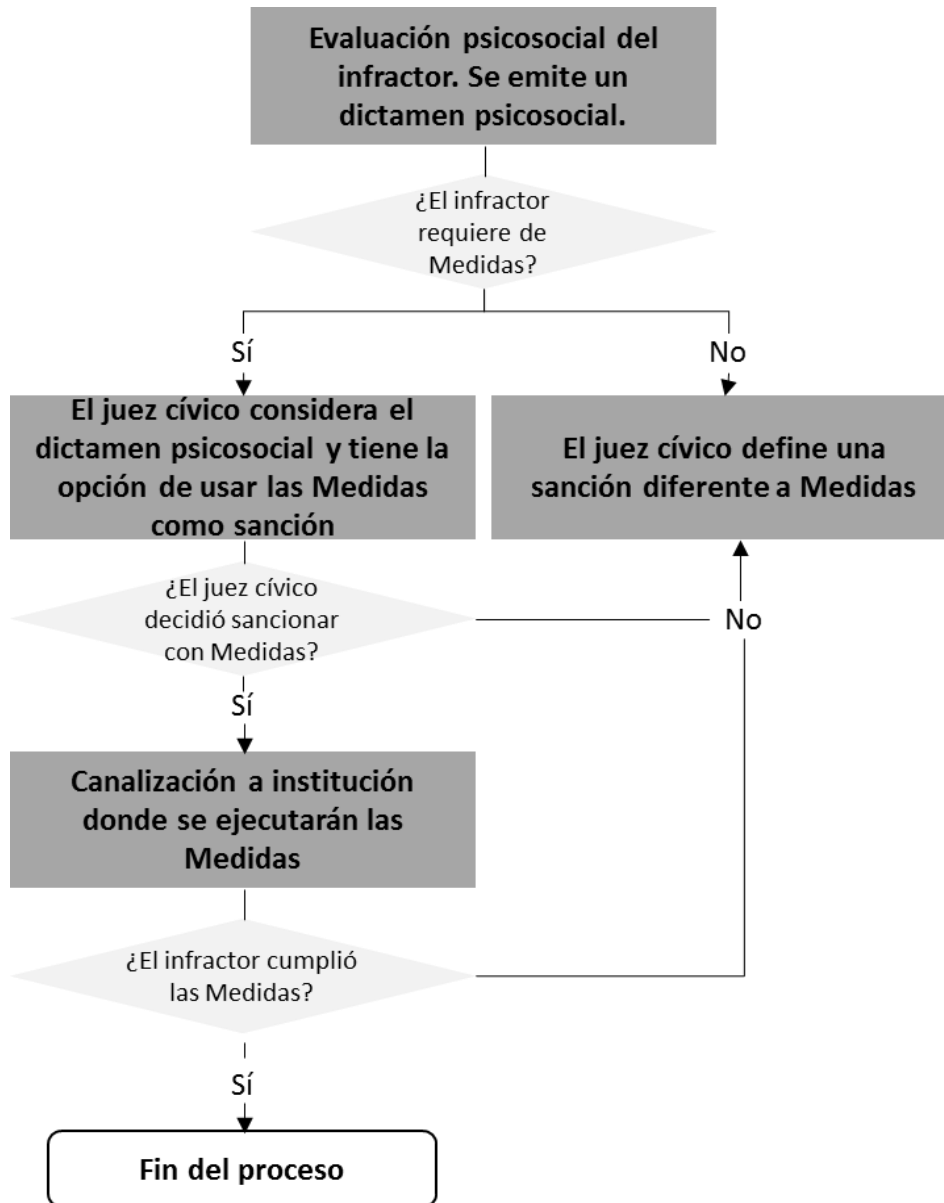 Evaluación psicosocial del
infractor. Se emite un
dictamen psicosocial.
¿El infractor
requiere de
Medidas?
Sí
No
El juez cívico considera el
dictamen psicosocial y tiene la
opción de usar las Medidas
como sanción
El juez cívico define una
sanción diferente a Medidas
¿El juez cívico
decidió sancionar
con Medidas?
No
Sí
Canalización a institución
donde se ejecutarán las
Medidas
¿El infractor cumplió
las Medidas?
Sí
Fin del proceso